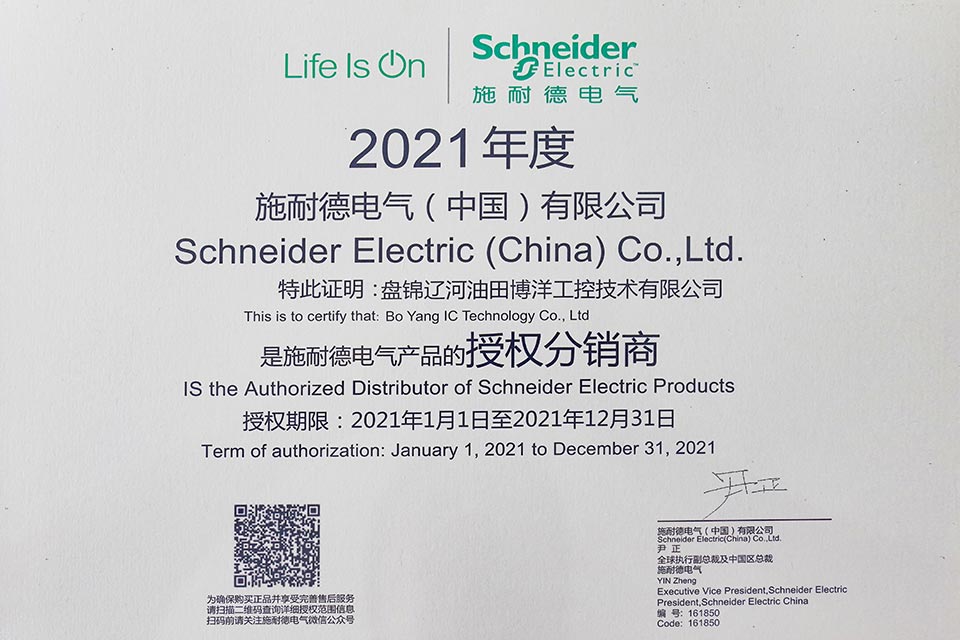 Life Is On
Schneider
Electric™
施耐德电气
2021年度
施耐德电气（中国）有限公司
Schneider Electric (China) Co.,Ltd.
特此证明：盘锦辽河油田博洋工控技术有限公司
This is to certify that: Bo Yang IC Technology Co., Ltd
是施耐德电气产品的授权分销商
IS the Authorized Distributor of Schneider Electric Products
授权期限：2021年1月1日至2021年12月31日
Term of authorization: January 1, 2021 to December 31, 2021
尹正
为确保购买正品并享受完善售后服务
请扫描二维码查询详细授权范围信息
扫码前请关注施耐德电气微信公众号
施耐德电气（中国）有限公司
Schneider Electric(China) Co.,Ltd.
尹 正
全球执行副总裁及中国区总裁
施耐德电气
YIN Zheng
Executive Vice President,Schneider Electric
President,Schneider Electric China
编 号: 161850
Code: 161850